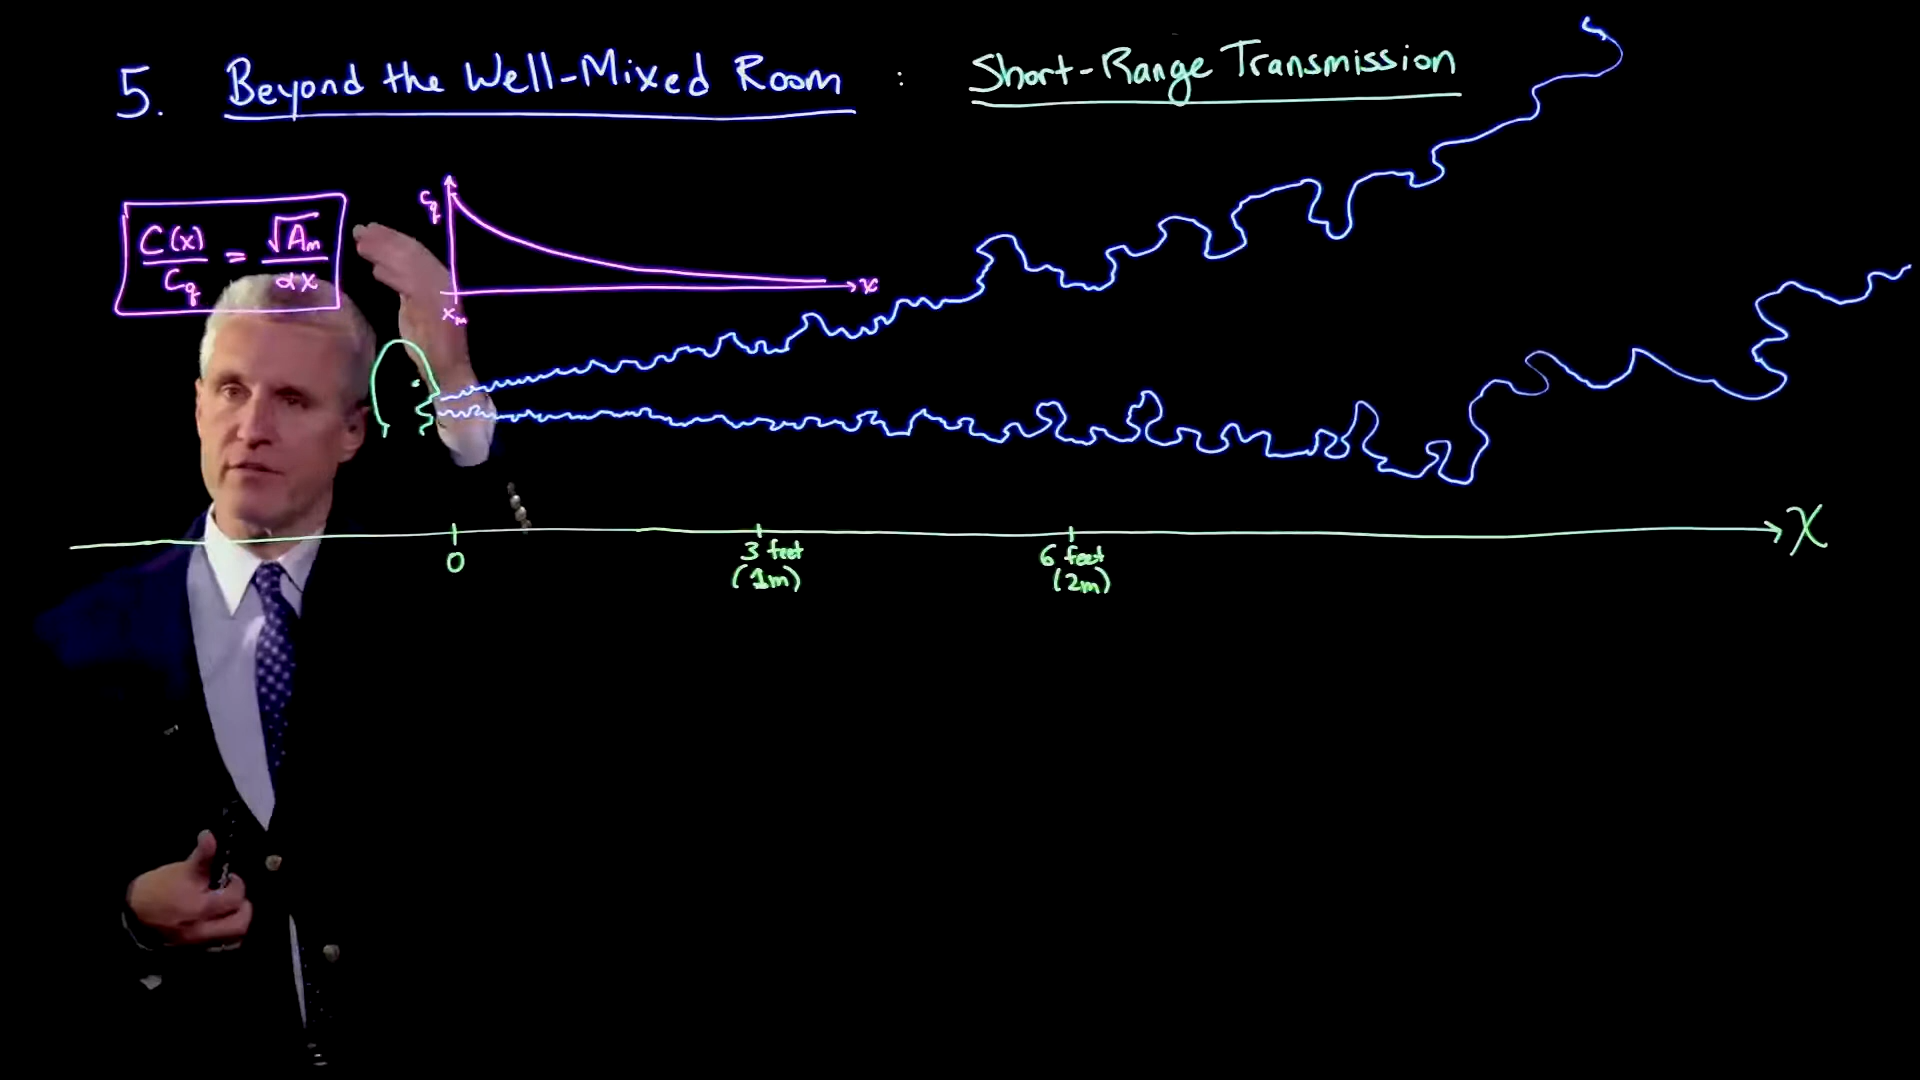 5. Beyond the Well-Mixed Room : Short-Range Transmission
C(x)/C_q = √A_m/αx
C_q
x
x_m
0
3 feet
(1m)
6 feet
(2m)
x